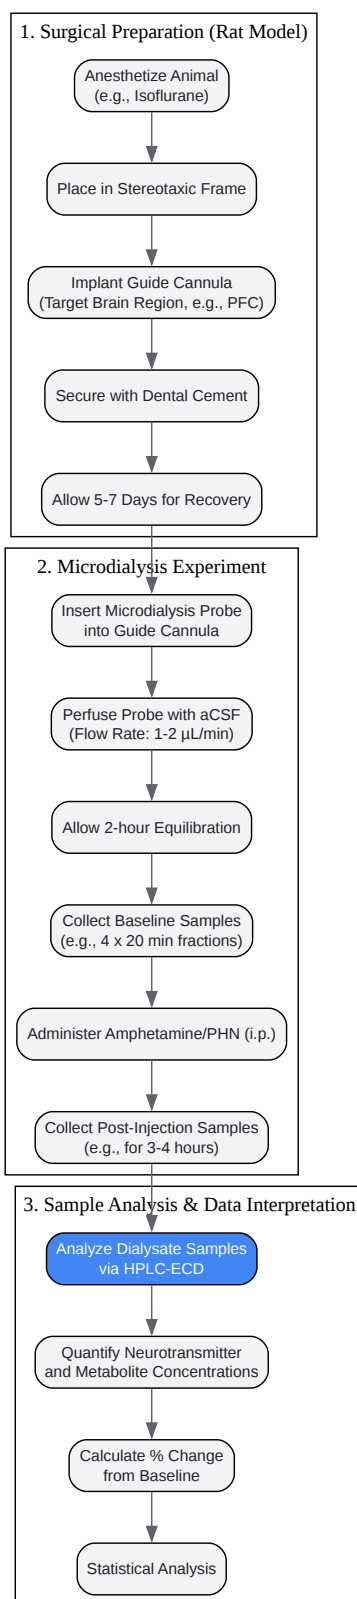 1. Surgical Preparation (Rat Model)
Anesthetize Animal
(e.g., Isoflurane)
Place in Stereotaxic Frame
Implant Guide Cannula
(Target Brain Region, e.g., PFC)
Secure with Dental Cement
Allow 5-7 Days for Recovery
2. Microdialysis Experiment
Insert Microdialysis Probe
into Guide Cannula
Perfuse Probe with aCSF
(Flow Rate: 1-2 µL/min)
Allow 2-hour Equilibration
Collect Baseline Samples
(e.g., 4 x 20 min fractions)
Administer Amphetamine/PHN (i.p.)
Collect Post-Injection Samples
(e.g., for 3-4 hours)
3. Sample Analysis & Data Interpretation
Analyze Dialysate Samples
via HPLC-ECD
Quantify Neurotransmitter
and Metabolite Concentrations
Calculate % Change
from Baseline
Statistical Analysis